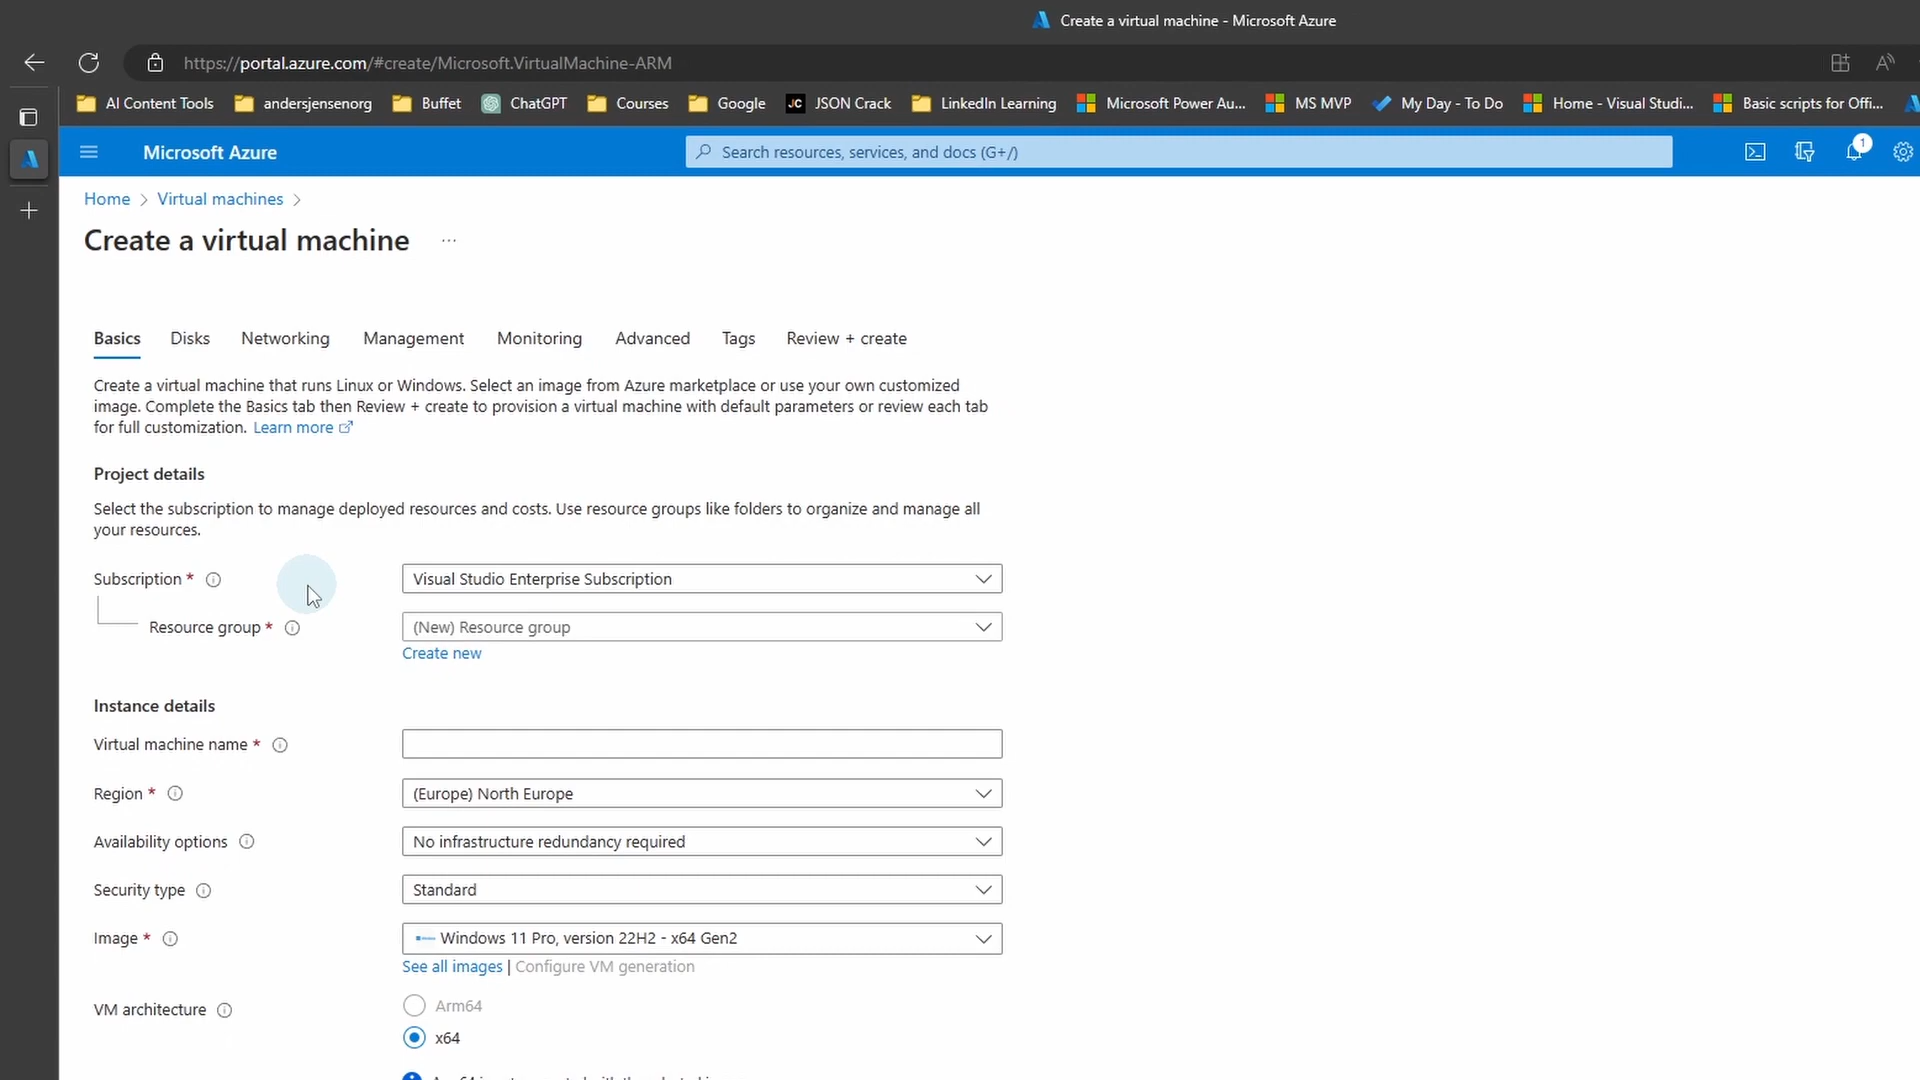 Create a virtual machine - Microsoft Azure
https://portal.azure.com/#create/Microsoft.VirtualMachine-ARM
AI Content Tools andersjensenorg Buffet ChatGPT Courses Google JC JSON Crack LinkedIn Learning Microsoft Power Au... MS MVP My Day - To Do Home - Visual Studi... Basic scripts for Offi...
Microsoft Azure Search resources, services, and docs (G+/) 1
Home > Virtual machines >
Create a virtual machine ...
Basics Disks Networking Management Monitoring Advanced Tags Review + create
Create a virtual machine that runs Linux or Windows. Select an image from Azure marketplace or use your own customized
image. Complete the Basics tab then Review + create to provision a virtual machine with default parameters or review each tab
for full customization. Learn more
Project details
Select the subscription to manage deployed resources and costs. Use resource groups like folders to organize and manage all
your resources.
Subscription * Visual Studio Enterprise Subscription
Resource group * (New) Resource group
Create new
Instance details
Virtual machine name *
Region * (Europe) North Europe
Availability options No infrastructure redundancy required
Security type Standard
Image * Windows 11 Pro, version 22H2 - x64 Gen2
See all images | Configure VM generation
VM architecture Arm64
x64